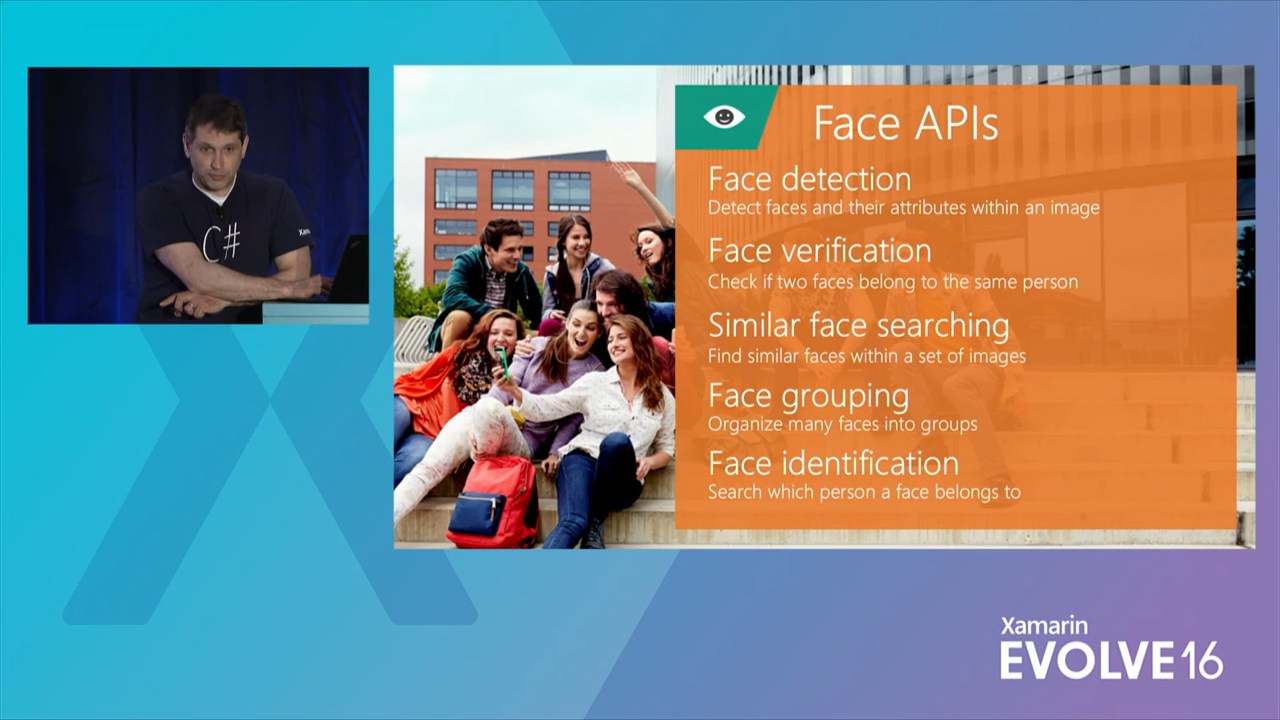 C#
Xam
Face APIs
Face detection
Detect faces and their attributes within an image
Face verification
Check if two faces belong to the same person
Similar face searching
Find similar faces within a set of images
Face grouping
Organize many faces into groups
Face identification
Search which person a face belongs to
Xamarin
EVOLVE 16